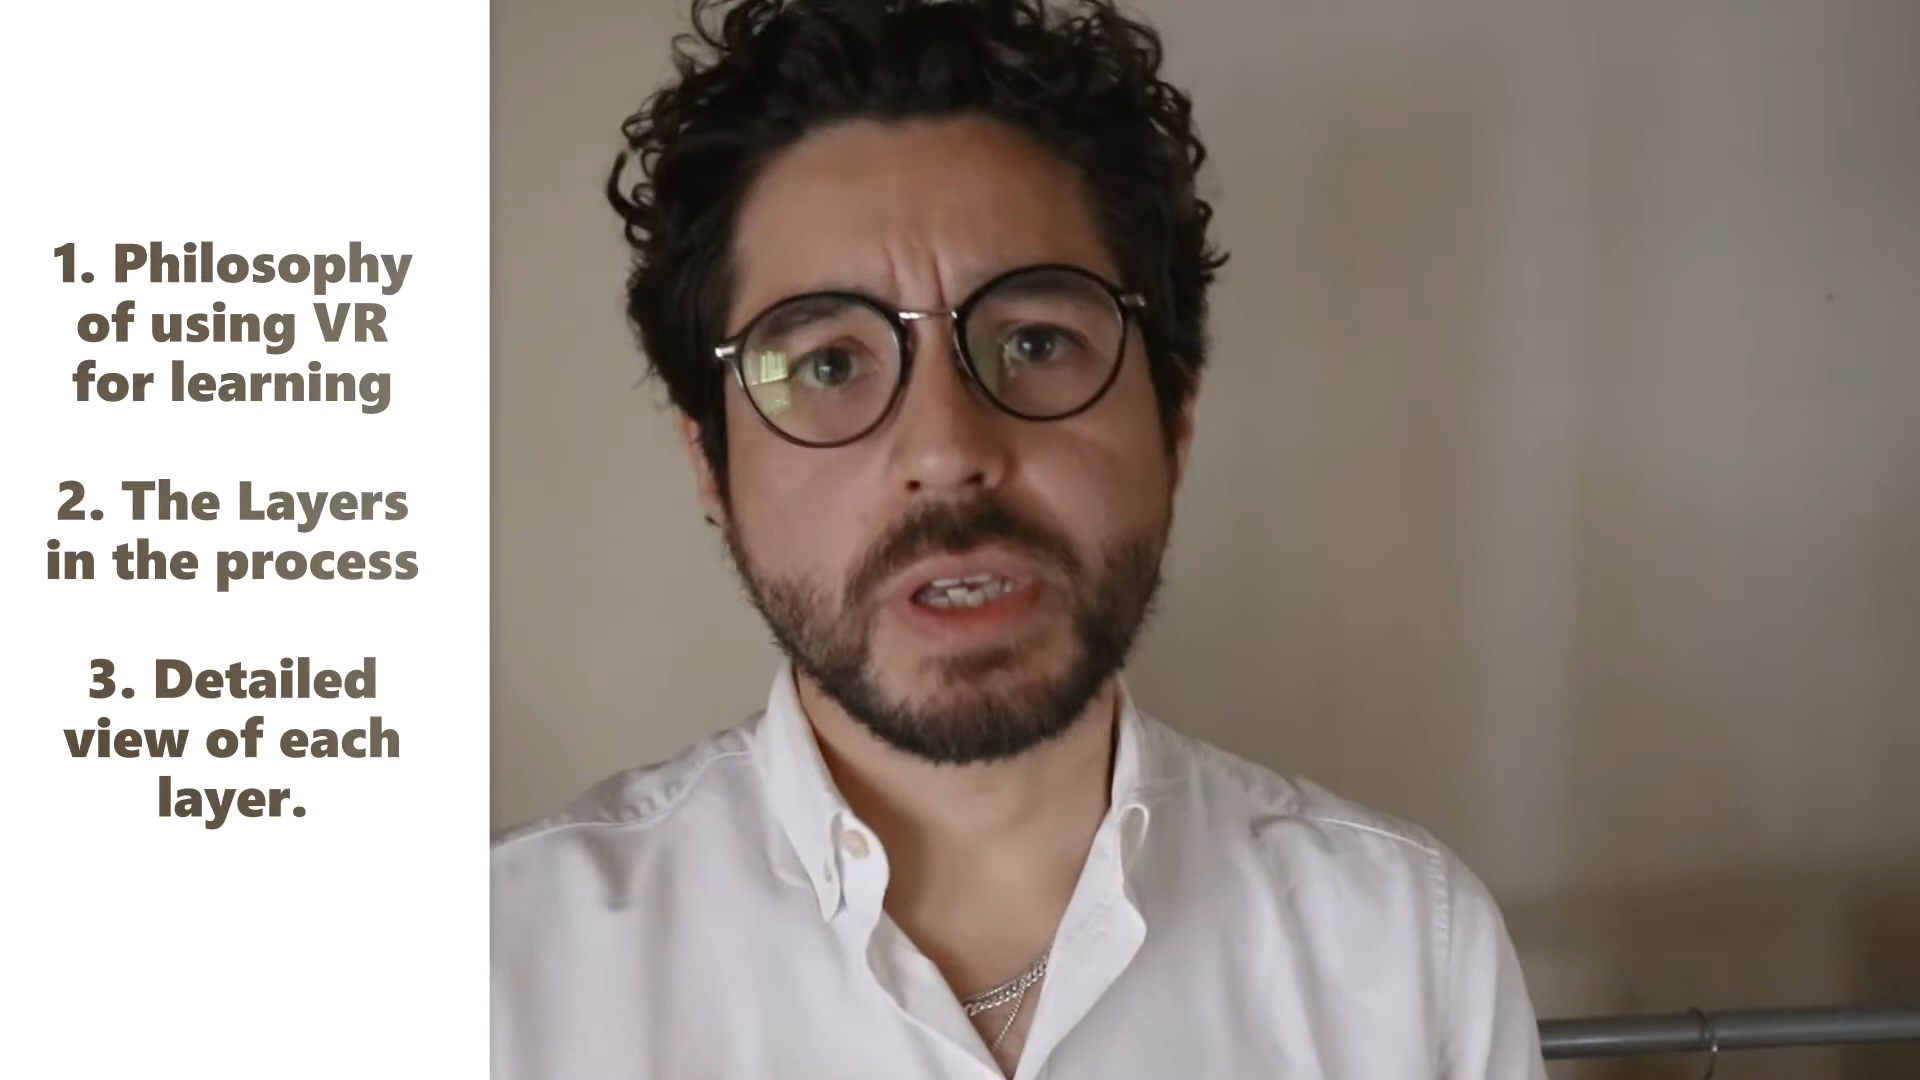 1. Philosophy
of using VR
for learning
2. The Layers
in the process
3. Detailed
view of each
layer.